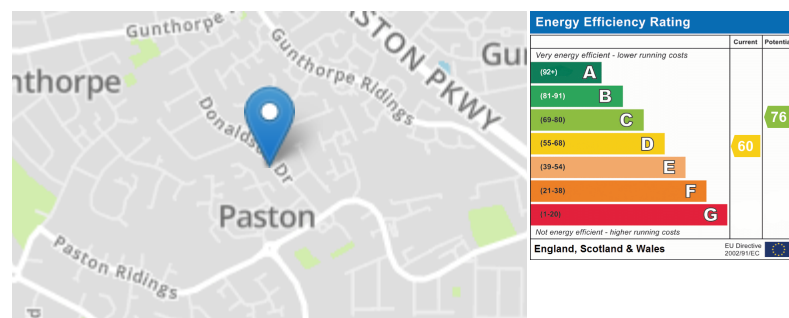 Gunthorpe
PASTON PKWY
Gu
nthorpe
Gunthorpe Ridings
Donaldson Dr
Paston
Paston Ridings
Energy Efficiency Rating
Current Potentia
Very energy efficient - lower running costs
(92+) A
(81-91) B
(69-80) C
76
(55-68) D
60
(39-54) E
(21-38) F
(1-20) G
Not energy efficient - higher running costs
England, Scotland & Wales
EU Directive
2002/91/EC